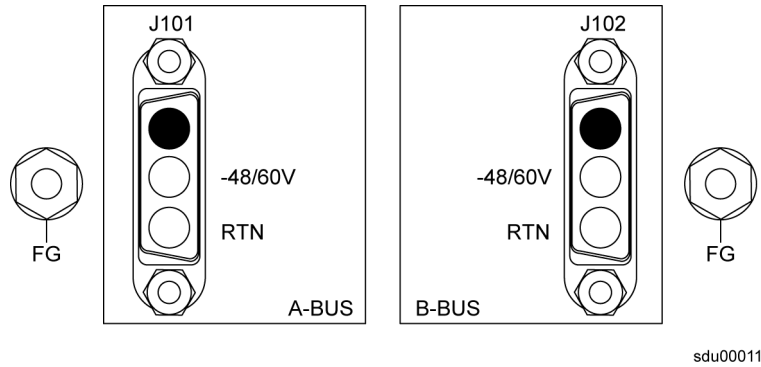 J101
J102
-48/60V
-48/60V
RTN
RTN
FG
FG
A-BUS
B-BUS
sdu00011